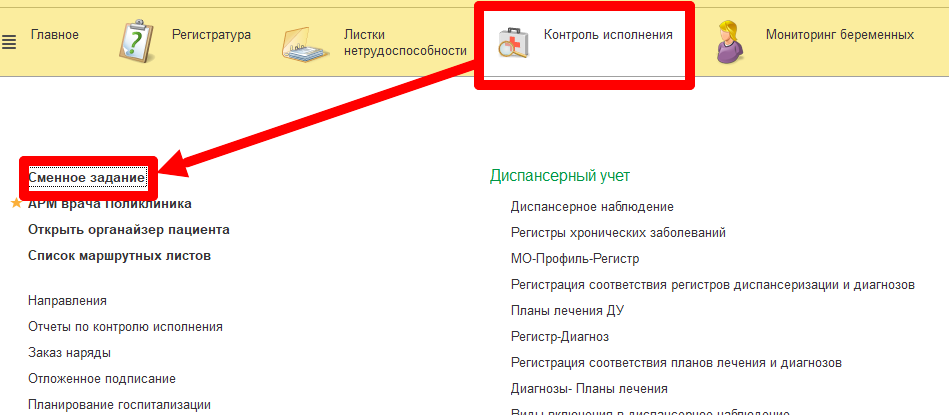 Главное
Регистратура
Листки
нетрудоспособности
Контроль исполнения
Мониторинг беременных
Сменное задание
АРМ врача Поликлиника
Открыть органайзер пациента
Список маршрутных листов
Направления
Отчеты по контролю исполнения
Заказ наряды
Отложенное подписание
Планирование госпитализации
Диспансерный учет
Диспансерное наблюдение
Регистры хронических заболеваний
МО-Профиль-Регистр
Регистрация соответствия регистров диспансеризации и диагнозов
Планы лечения ДУ
Регистр-Диагноз
Регистрация соответствия планов лечения и диагнозов
Диагнозы- Планы лечения
Виды включения в диспансерное наблюдение